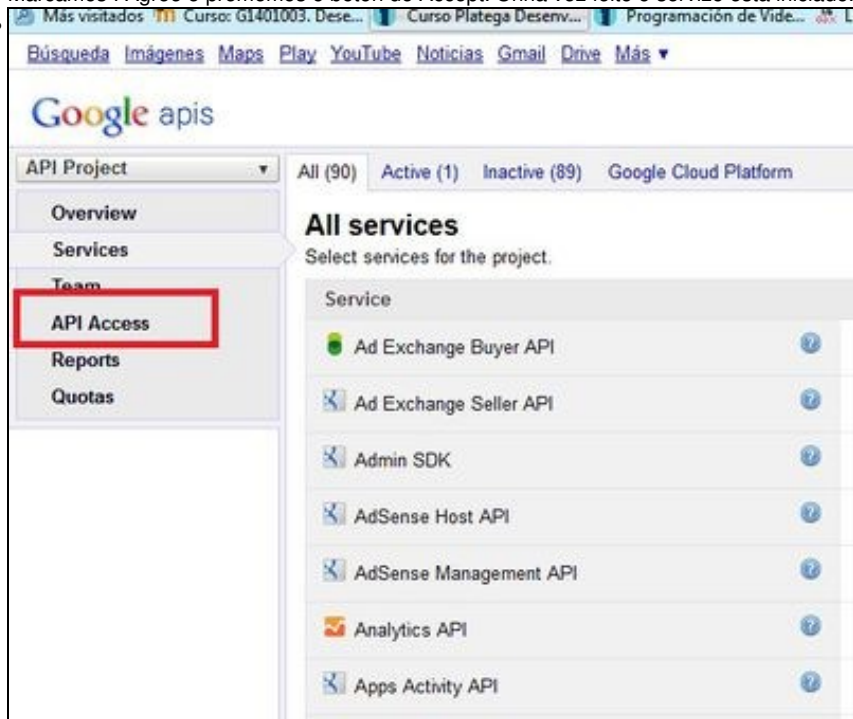 Más visitados Curso: G1401003. Dese... Curso Platega Desenv... Programación de Vide...
Búsqueda Imágenes Maps Play YouTube Noticias Gmail Drive Más ▼
Google apis
API Project ▼ All (90) Active (1) Inactive (89) Google Cloud Platform
Overview
Services
Team
API Access
Reports
Quotas
All services
Select services for the project.
Service
Ad Exchange Buyer API
Ad Exchange Seller API
Admin SDK
AdSense Host API
AdSense Management API
Analytics API
Apps Activity API